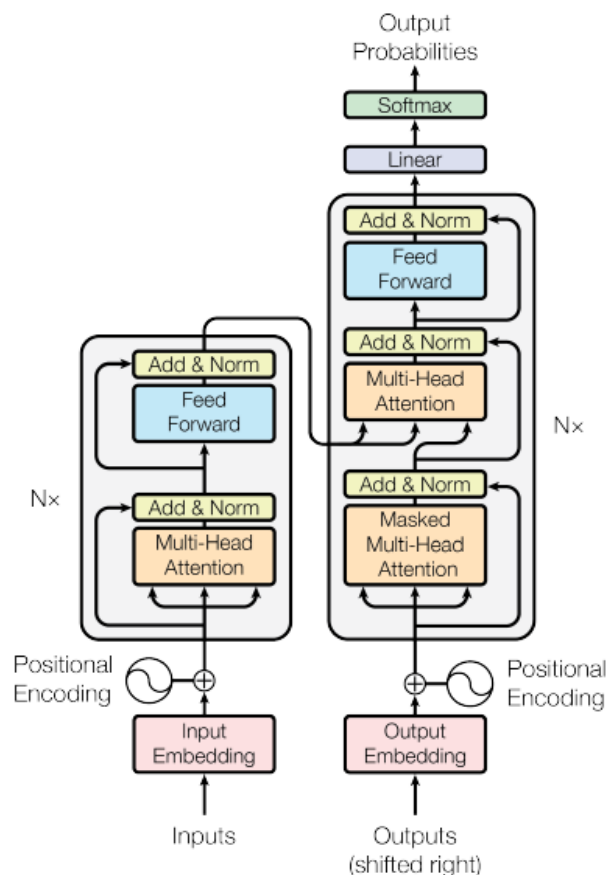 Output
Probabilities
Softmax
Linear
Add & Norm
Feed
Forward
Add & Norm
Multi-Head
Attention
Add & Norm
Masked
Multi-Head
Attention
N×
Add & Norm
Feed
Forward
Add & Norm
Multi-Head
Attention
N×
Positional
Encoding
Positional
Encoding
Input
Embedding
Output
Embedding
Inputs
Outputs
(shifted right)